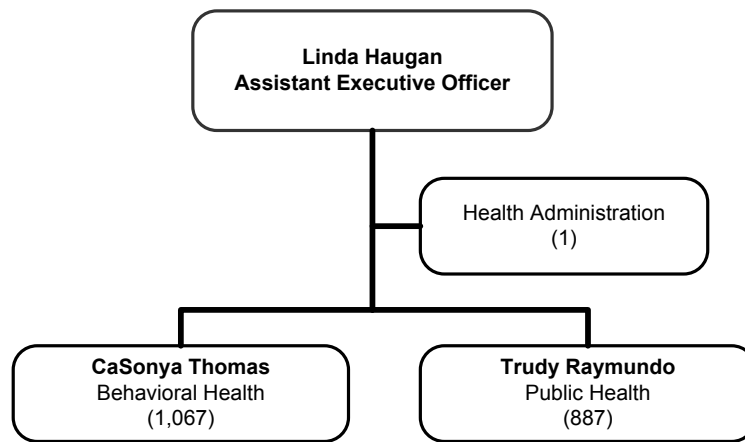 Linda Haugan
Assistant Executive Officer
Health Administration
(1)
CaSonya Thomas
Behavioral Health
(1,067)
Trudy Raymundo
Public Health
(887)